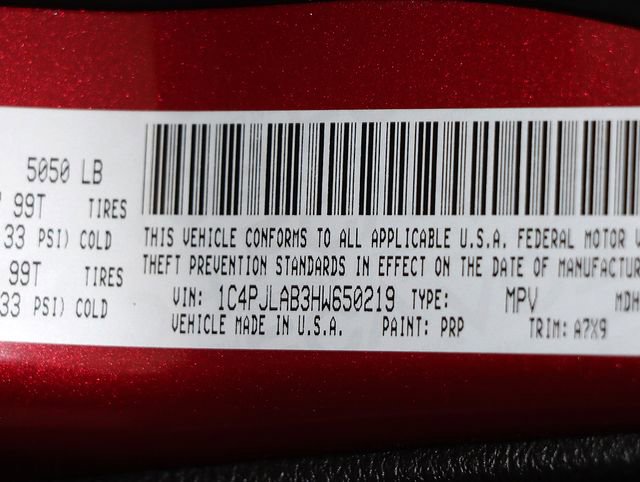 5050 LB
99T TIRES
33 PSI) COLD
99T TIRES
33 PSI) COLD
THIS VEHICLE CONFORMS TO ALL APPLICABLE U.S.A. FEDERAL MOTOR V
THEFT PREVENTION STANDARDS IN EFFECT ON THE DATE OF MANUFACTUR
VIN: 1C4PJLAB3HW650219 TYPE: MPV MDH
VEHICLE MADE IN U.S.A. PAINT: PRP TRIM: A7X9